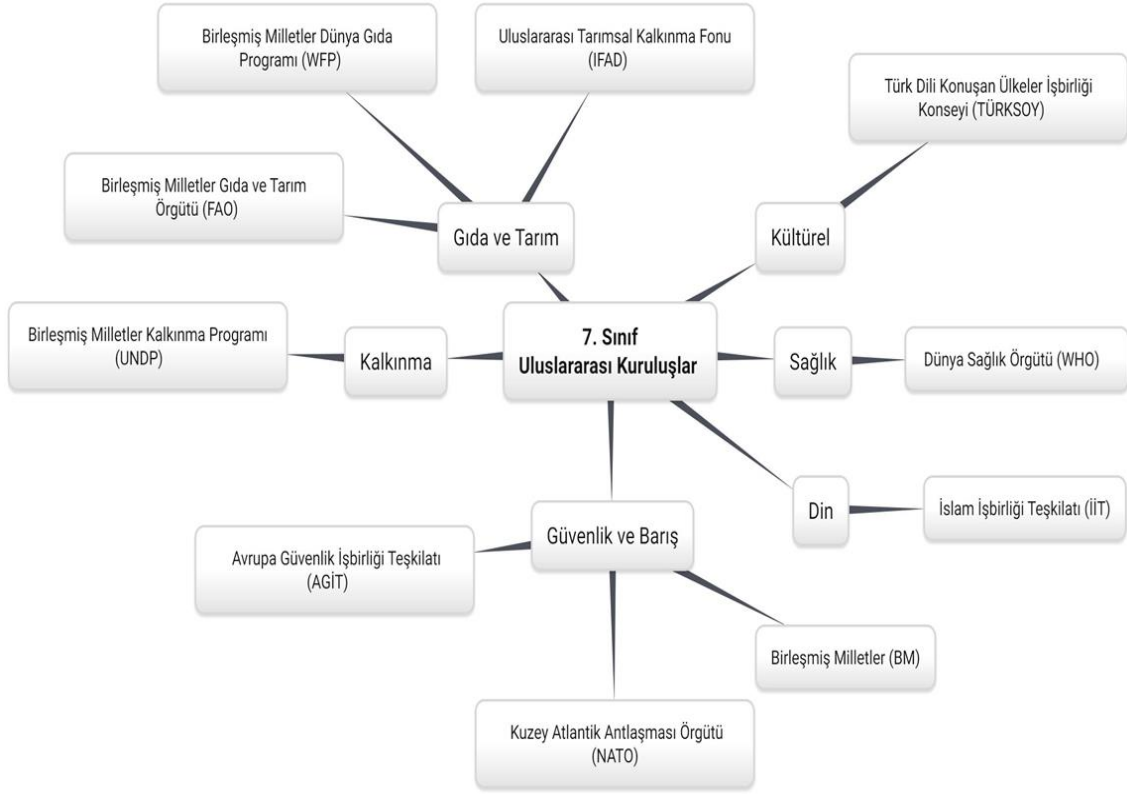 Birleşmiş Milletler Dünya Gıda
Programı (WFP)
Uluslararası Tarımsal Kalkınma Fonu
(IFAD)
Türk Dili Konuşan Ülkeler İşbirliği
Konseyi (TÜRKSOY)
Birleşmiş Milletler Gıda ve Tarım
Örgütü (FAO)
Gıda ve Tarım
Kültürel
Birleşmiş Milletler Kalkınma Programı
(UNDP)
Kalkınma
7. Sınıf
Uluslararası Kuruluşlar
Sağlık
Dünya Sağlık Örgütü (WHO)
Din
İslam İşbirliği Teşkilatı (İİT)
Güvenlik ve Barış
Avrupa Güvenlik İşbirliği Teşkilatı
(AGİT)
Birleşmiş Milletler (BM)
Kuzey Atlantik Antlaşması Örgütü
(NATO)